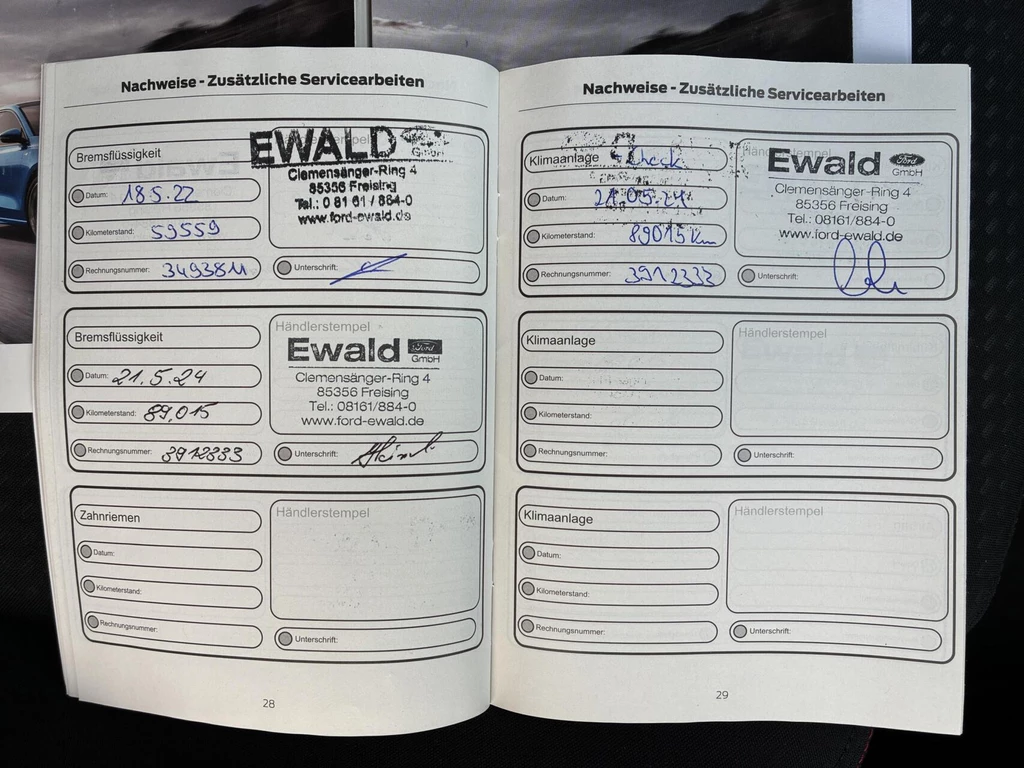 Nachweise - Zusätzliche Servicearbeiten
Bremsflüssigkeit
EWALD
GmbH
Clemensänger-Ring 4
85356 Freising
Tel.: 0 81 61 / 884-0
www.ford-ewald.de
Datum: 18.5.22
Kilometerstand: 59559
Rechnungsnummer: 3493811
Unterschrift:
Bremsflüssigkeit
Händlerstempel
Ewald Ford
GmbH
Clemensänger-Ring 4
85356 Freising
Tel.: 08161/884-0
www.ford-ewald.de
Datum: 21.5.24
Kilometerstand: 89.015
Rechnungsnummer: 3912333
Unterschrift:
Zahnriemen
Händlerstempel
Datum:
Kilometerstand:
Rechnungsnummer:
Unterschrift:
28
Nachweise - Zusätzliche Servicearbeiten
Klimaanlage Check
Ewald Ford
GmbH
Clemensänger-Ring 4
85356 Freising
Tel.: 08161/884-0
www.ford-ewald.de
Datum: 21.05.24
Kilometerstand: 89015 km
Rechnungsnummer: 3912333
Unterschrift:
Klimaanlage
Händlerstempel
Datum:
Kilometerstand:
Rechnungsnummer:
Unterschrift:
Klimaanlage
Händlerstempel
Datum:
Kilometerstand:
Rechnungsnummer:
Unterschrift:
29